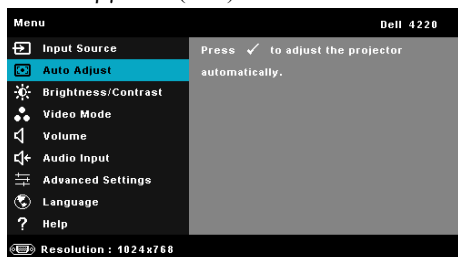 Menu
Dell 4220
Input Source
Press ✓ to adjust the projector
automatically.
Auto Adjust
Brightness/Contrast
Video Mode
Volume
Audio Input
Advanced Settings
Language
? Help
Resolution : 1024x768